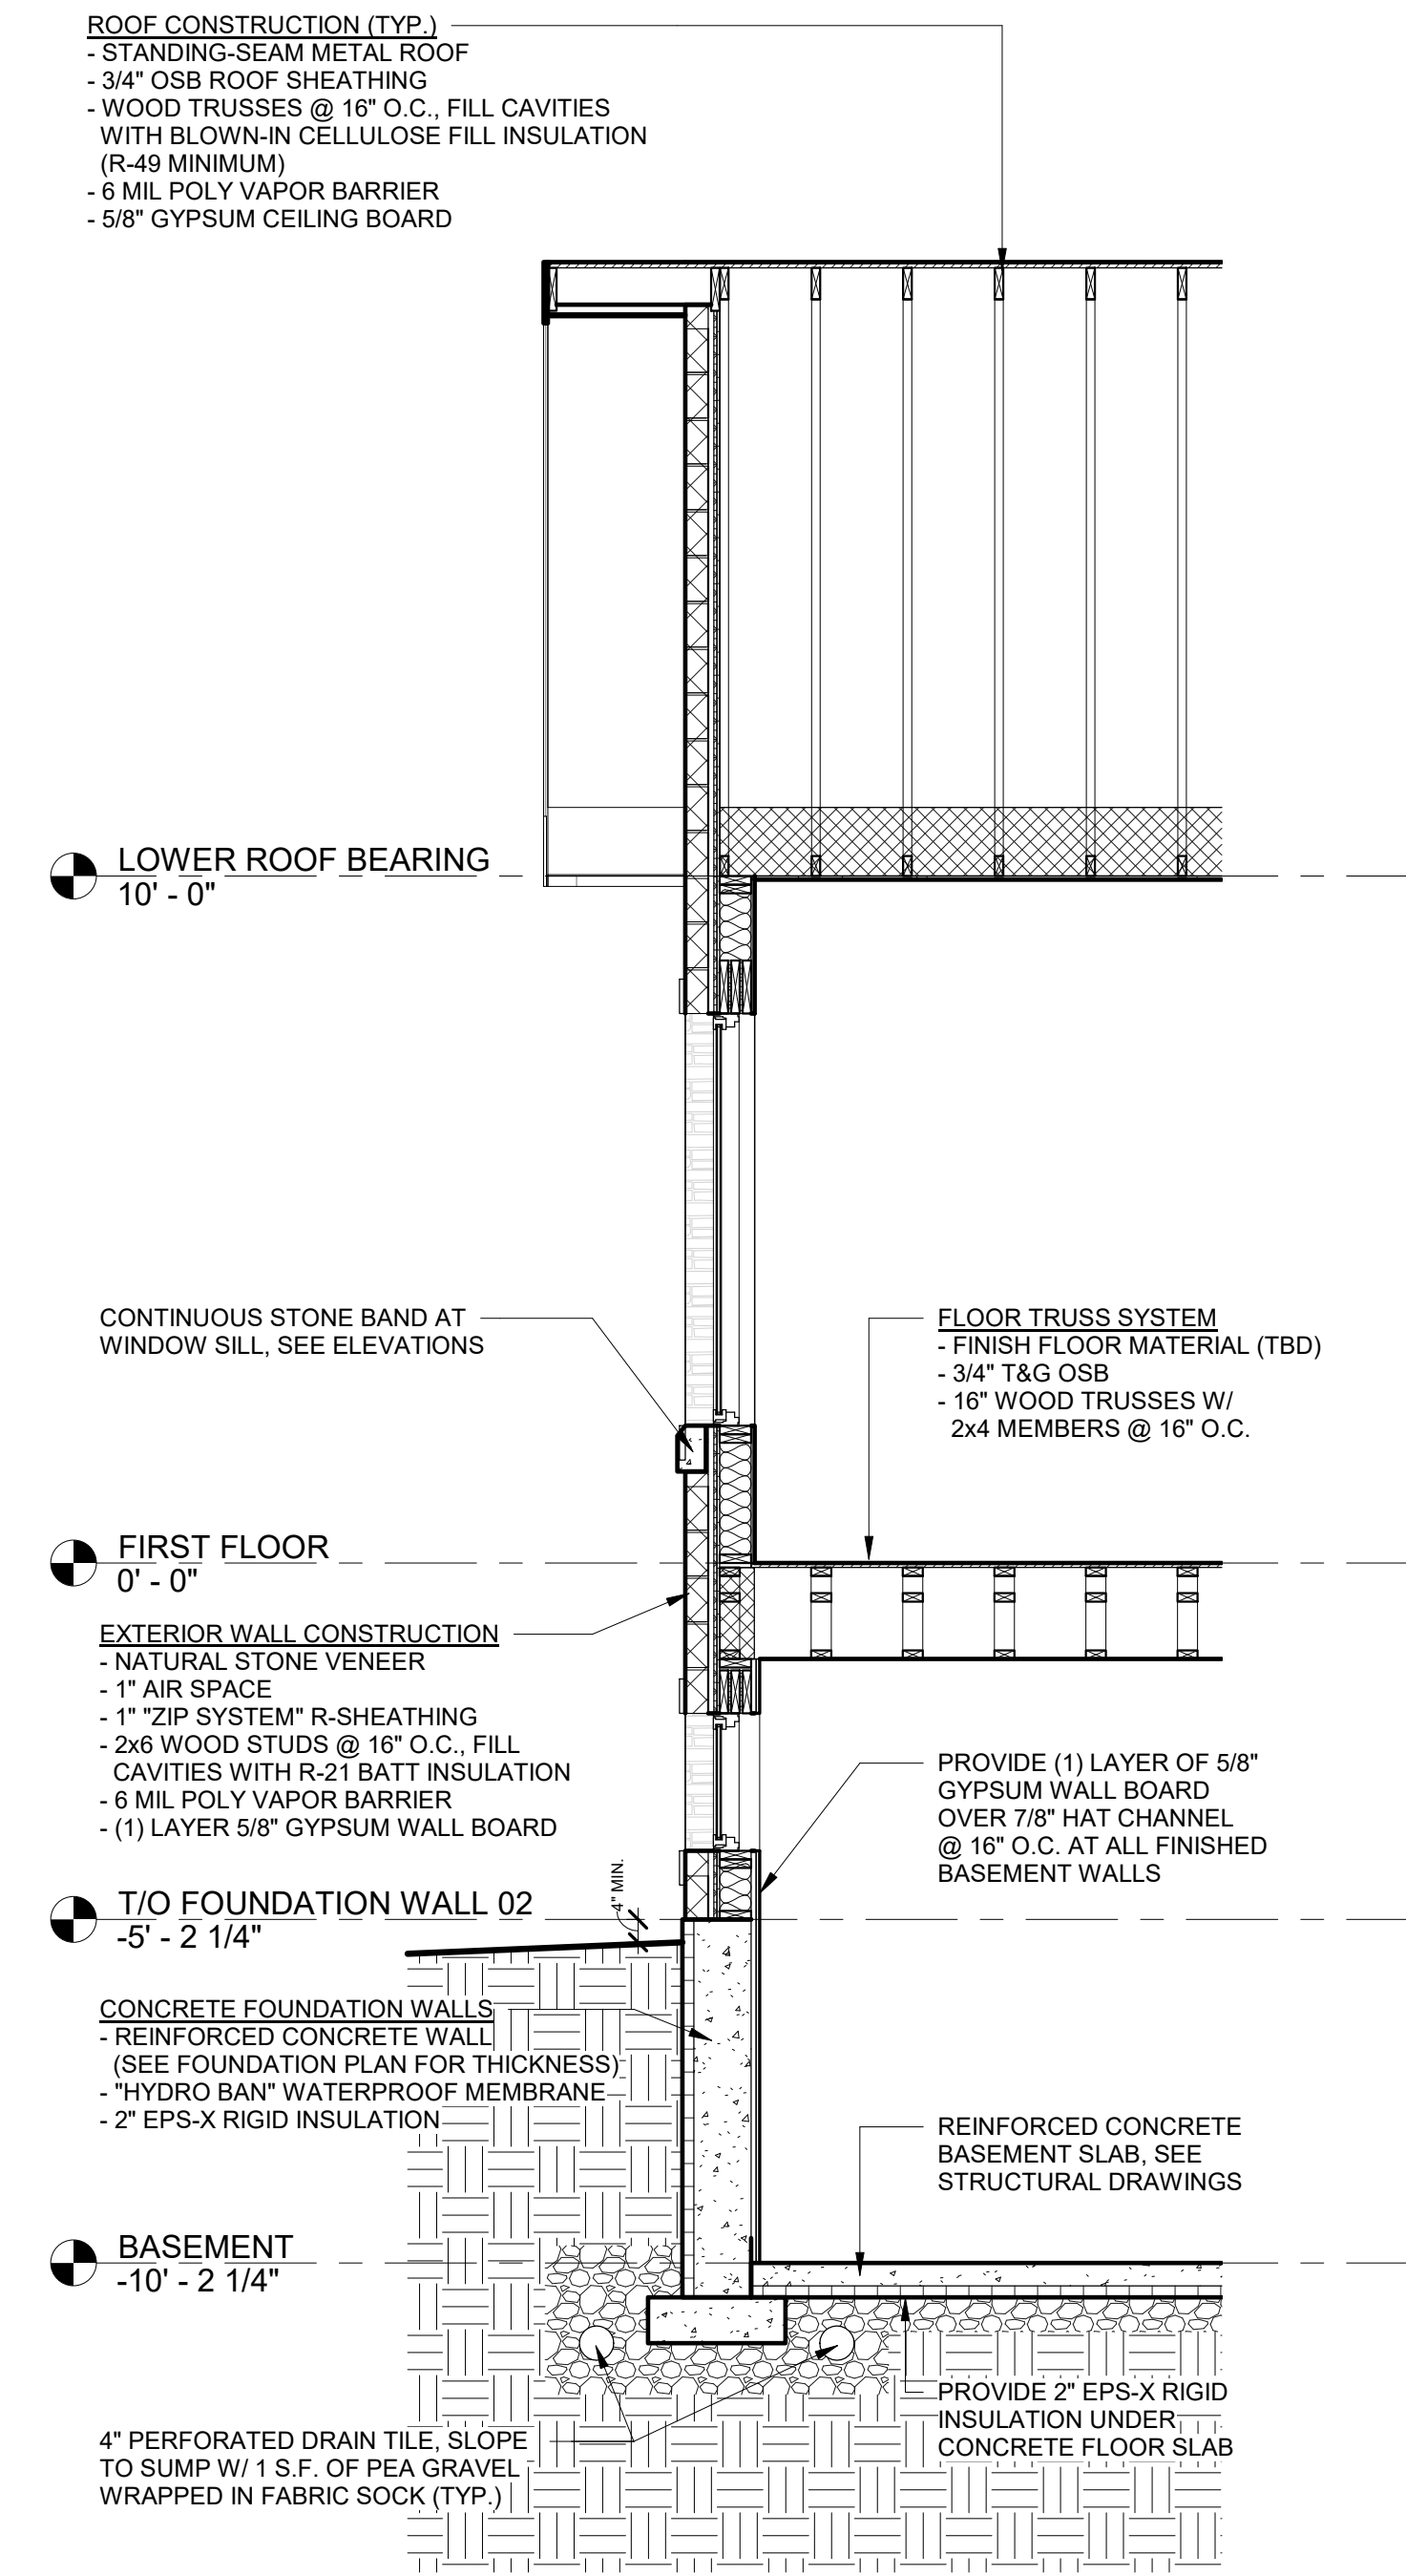 ROOF CONSTRUCTION (TYP.)
- STANDING-SEAM METAL ROOF
- 3/4" OSB ROOF SHEATHING
- WOOD TRUSSES @ 16" O.C., FILL CAVITIES
WITH BLOWN-IN CELLULOSE FILL INSULATION
(R-49 MINIMUM)
- 6 MIL POLY VAPOR BARRIER
- 5/8" GYPSUM CEILING BOARD
LOWER ROOF BEARING
10' - 0"
CONTINUOUS STONE BAND AT
WINDOW SILL, SEE ELEVATIONS
FLOOR TRUSS SYSTEM
- FINISH FLOOR MATERIAL (TBD)
- 3/4" T&G OSB
- 16" WOOD TRUSSES W/
2x4 MEMBERS @ 16" O.C.
FIRST FLOOR
0' - 0"
EXTERIOR WALL CONSTRUCTION
- NATURAL STONE VENEER
- 1" AIR SPACE
- 1" "ZIP SYSTEM" R-SHEATHING
- 2x6 WOOD STUDS @ 16" O.C., FILL
CAVITIES WITH R-21 BATT INSULATION
- 6 MIL POLY VAPOR BARRIER
- (1) LAYER 5/8" GYPSUM WALL BOARD
PROVIDE (1) LAYER OF 5/8"
GYPSUM WALL BOARD
OVER 7/8" HAT CHANNEL
@ 16" O.C. AT ALL FINISHED
BASEMENT WALLS
4" MIN.
T/O FOUNDATION WALL 02
-5' - 2 1/4"
CONCRETE FOUNDATION WALLS
- REINFORCED CONCRETE WALL
(SEE FOUNDATION PLAN FOR THICKNESS)
- "HYDRO BAN" WATERPROOF MEMBRANE
- 2" EPS-X RIGID INSULATION
REINFORCED CONCRETE
BASEMENT SLAB, SEE
STRUCTURAL DRAWINGS
BASEMENT
-10' - 2 1/4"
PROVIDE 2" EPS-X RIGID
INSULATION UNDER
CONCRETE FLOOR SLAB
4" PERFORATED DRAIN TILE, SLOPE
TO SUMP W/ 1 S.F. OF PEA GRAVEL
WRAPPED IN FABRIC SOCK (TYP.)